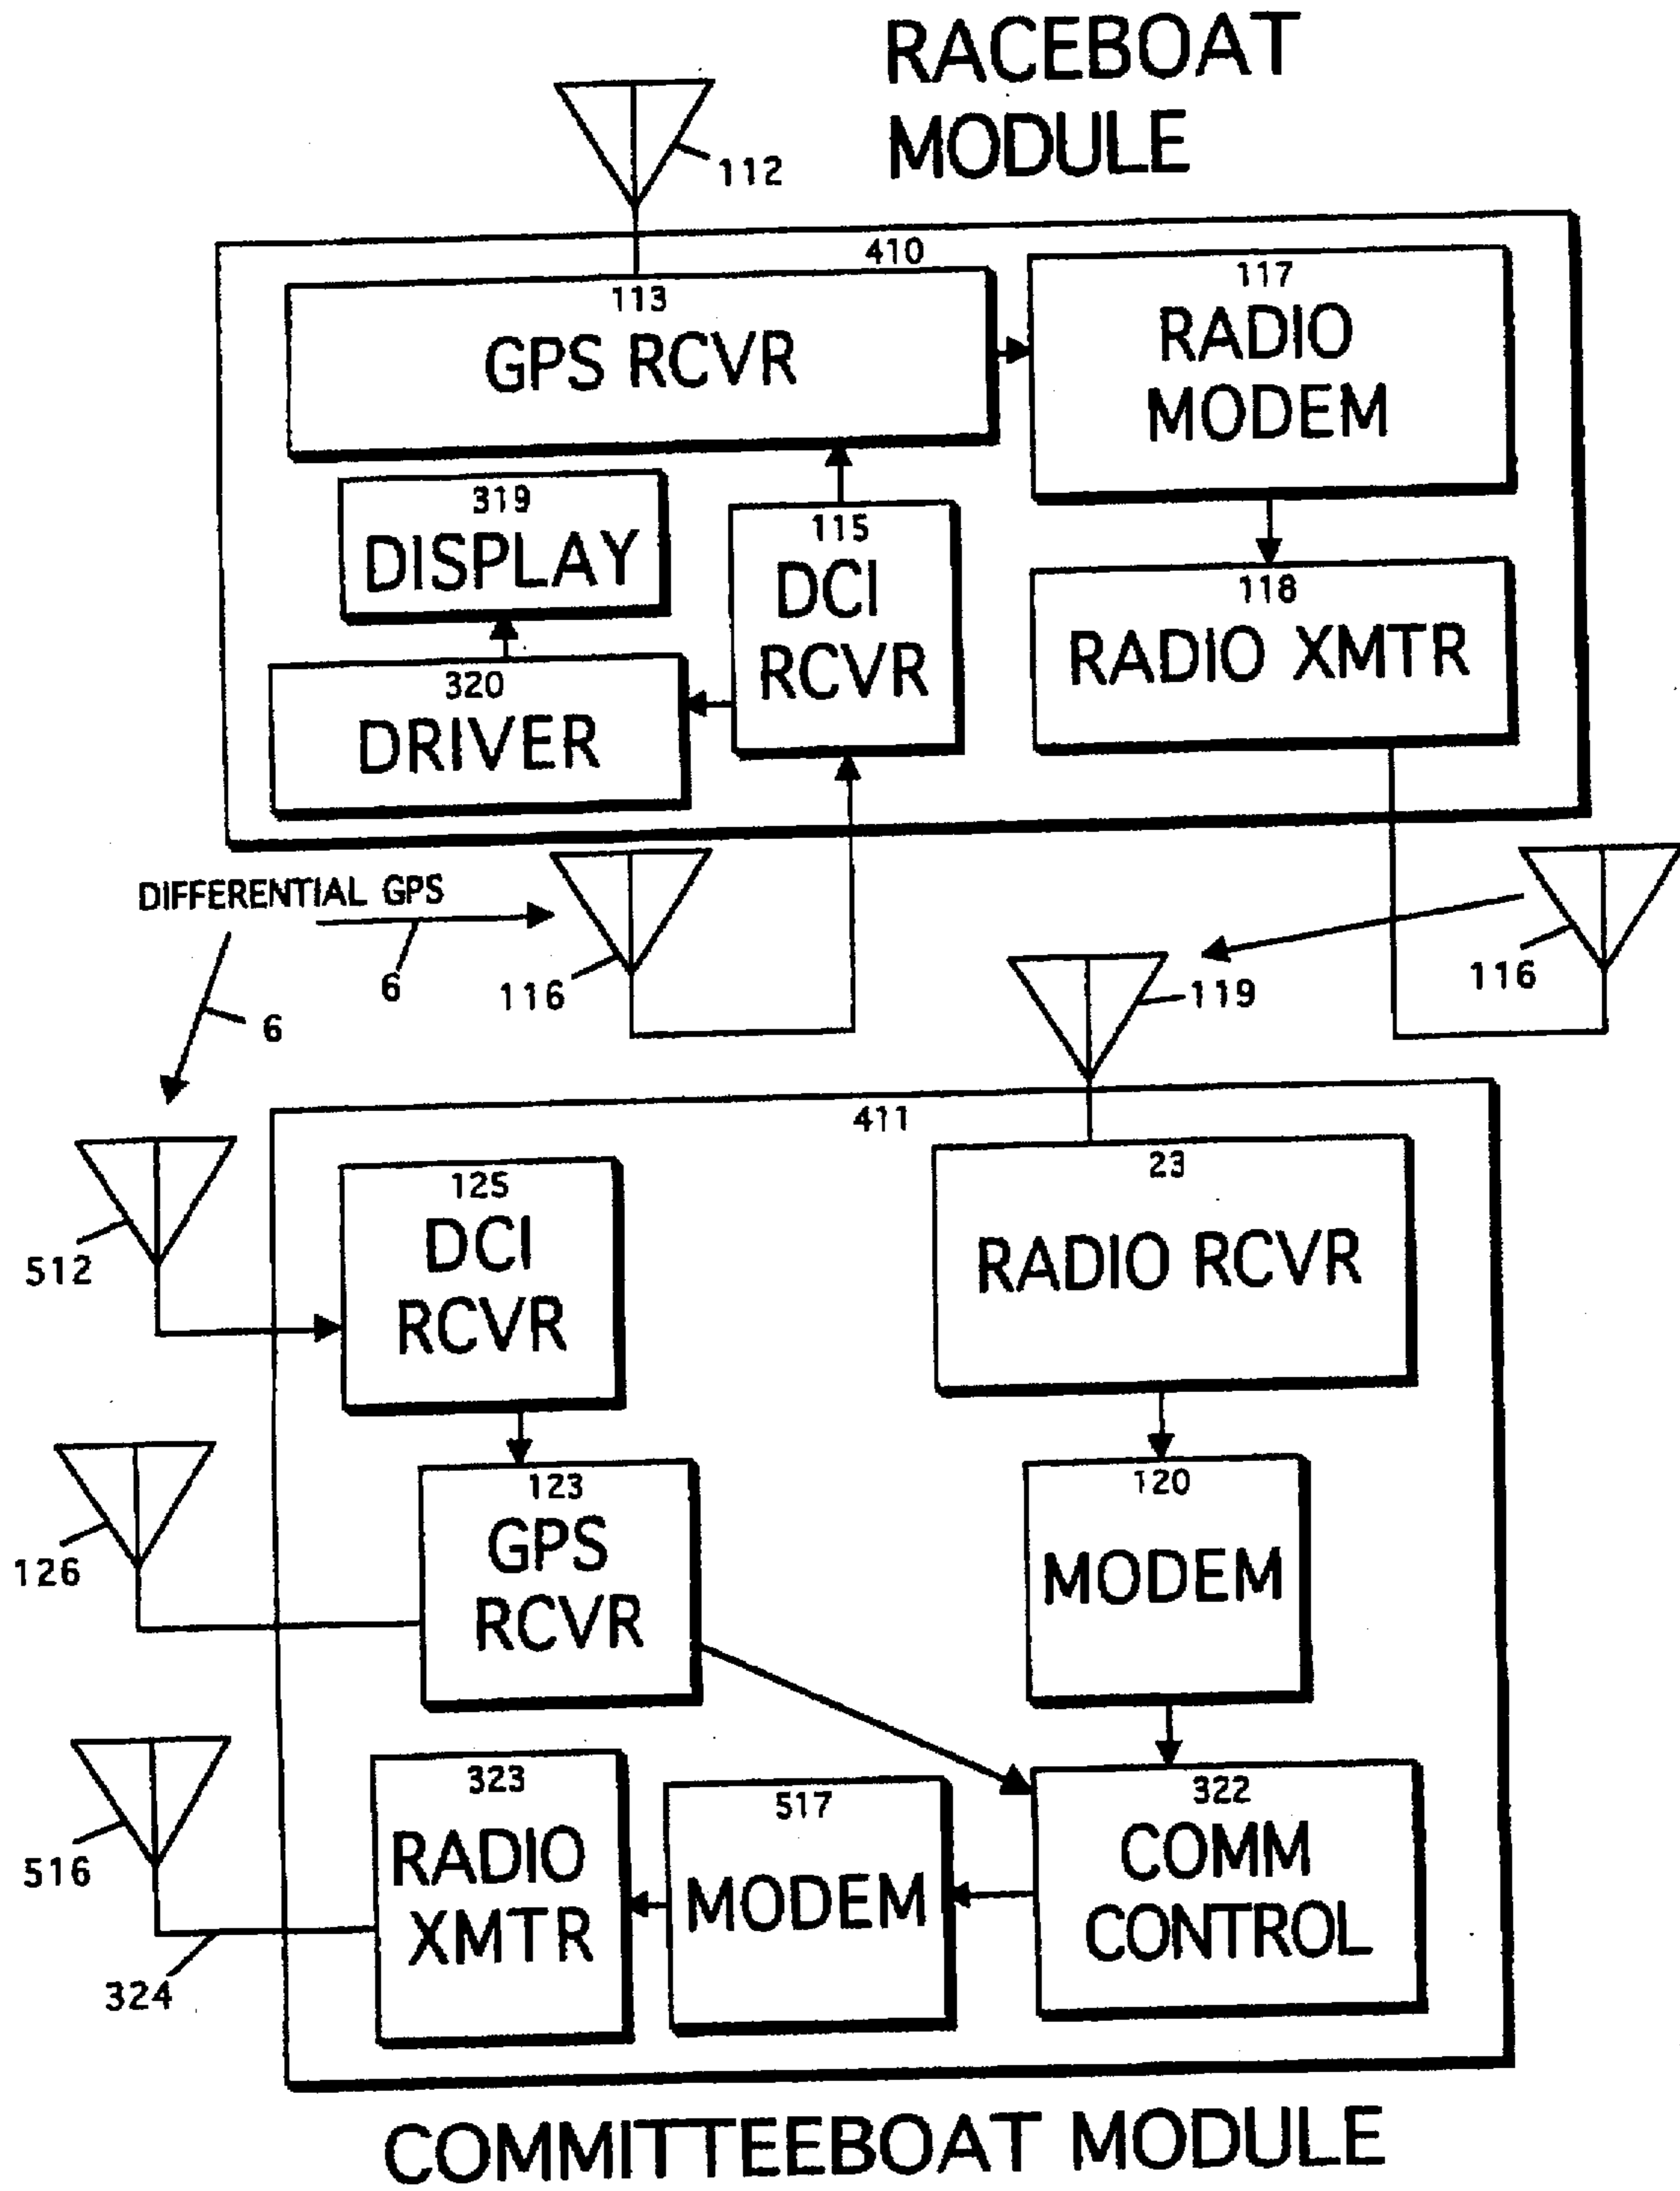 RACEBOAT
MODULE
112
410
113
GPS RCVR
117
RADIO
MODEM
319
DISPLAY
115
DCI
RCVR
118
RADIO XMTR
320
DRIVER
DIFFERENTIAL GPS
6
116
6
119
116
411
125
DCI
RCVR
23
RADIO RCVR
512
123
GPS
RCVR
120
MODEM
126
323
RADIO
XMTR
517
MODEM
322
COMM
CONTROL
516
324
COMMITTEEBOAT MODULE